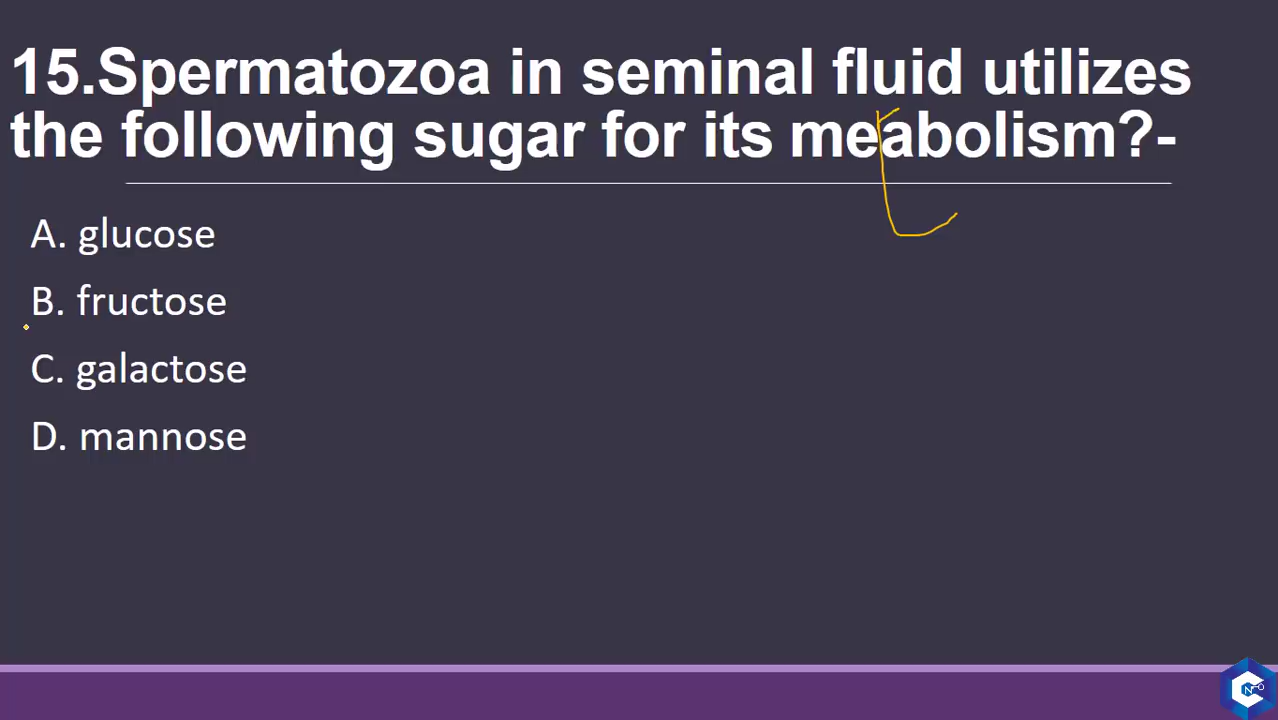 15.Spermatozoa in seminal fluid utilizes
the following sugar for its meabolism?-
A. glucose
B. fructose
C. galactose
D. mannose